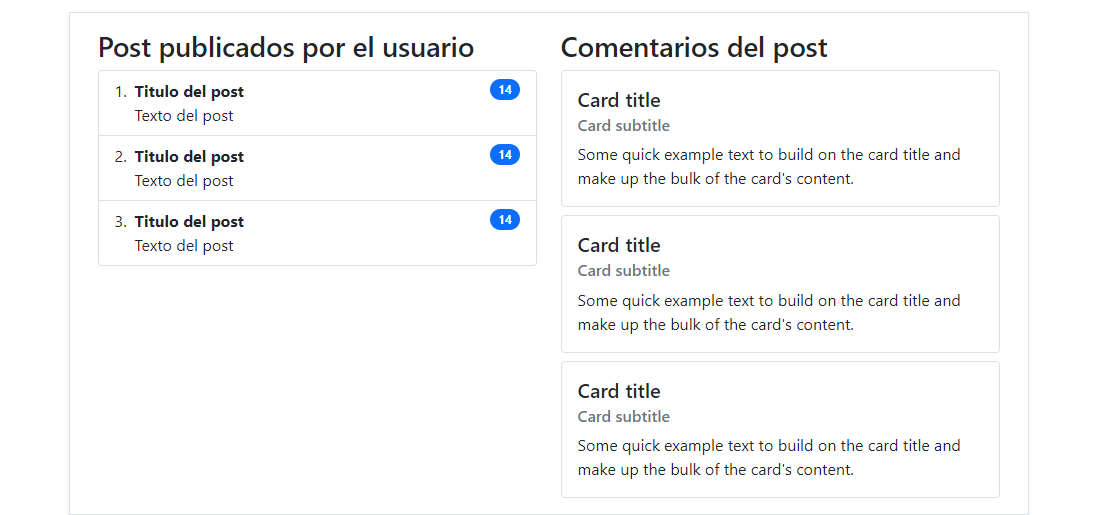 Post publicados por el usuario
1. Titulo del post 14
Texto del post
2. Titulo del post 14
Texto del post
3. Titulo del post 14
Texto del post
Comentarios del post
Card title
Card subtitle
Some quick example text to build on the card title and
make up the bulk of the card's content.
Card title
Card subtitle
Some quick example text to build on the card title and
make up the bulk of the card's content.
Card title
Card subtitle
Some quick example text to build on the card title and
make up the bulk of the card's content.